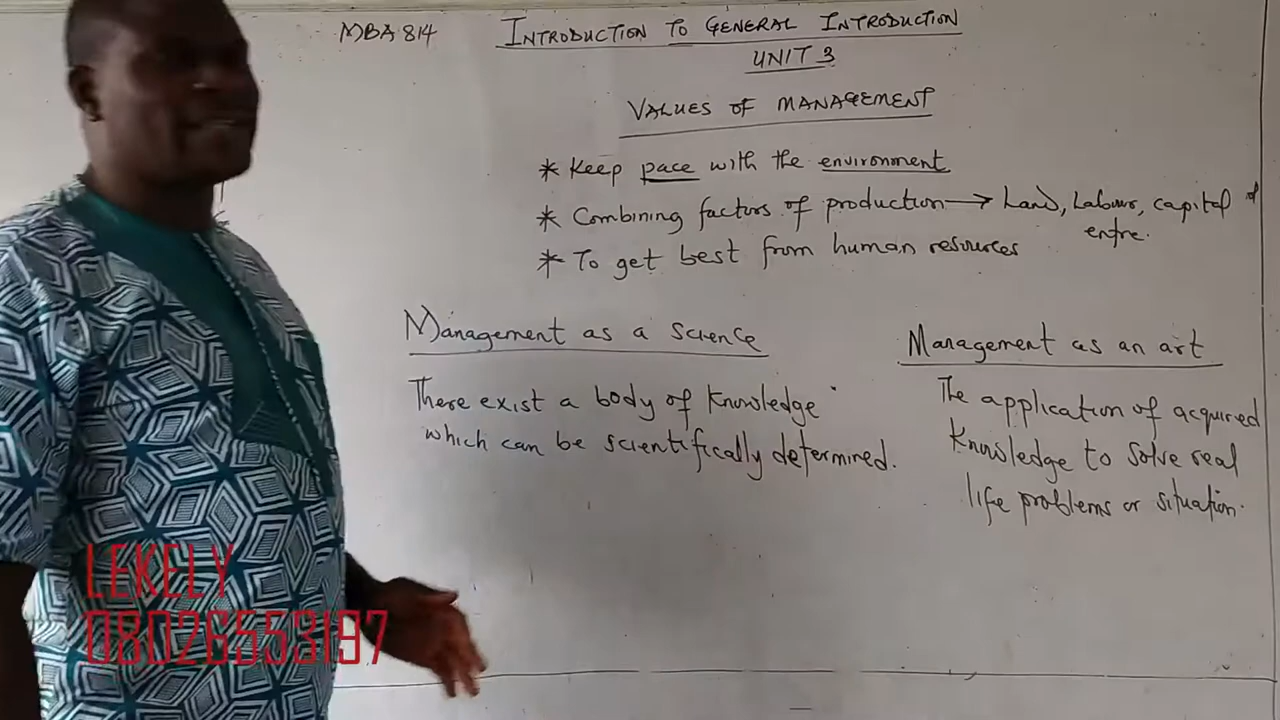 MBA 814
INTRODUCTION TO GENERAL INTRODUCTION
UNIT 3
VALUES OF MANAGEMENT
* Keep pace with the environment
* Combining factors of production → Land, Labour, capital &
entre.
* To get best from human resources
Management as a science
There exist a body of knowledge
which can be scientifically determined.
Management as an art
The application of acquired
knowledge to solve real
life problems or situation.
LEKELY
08026553197